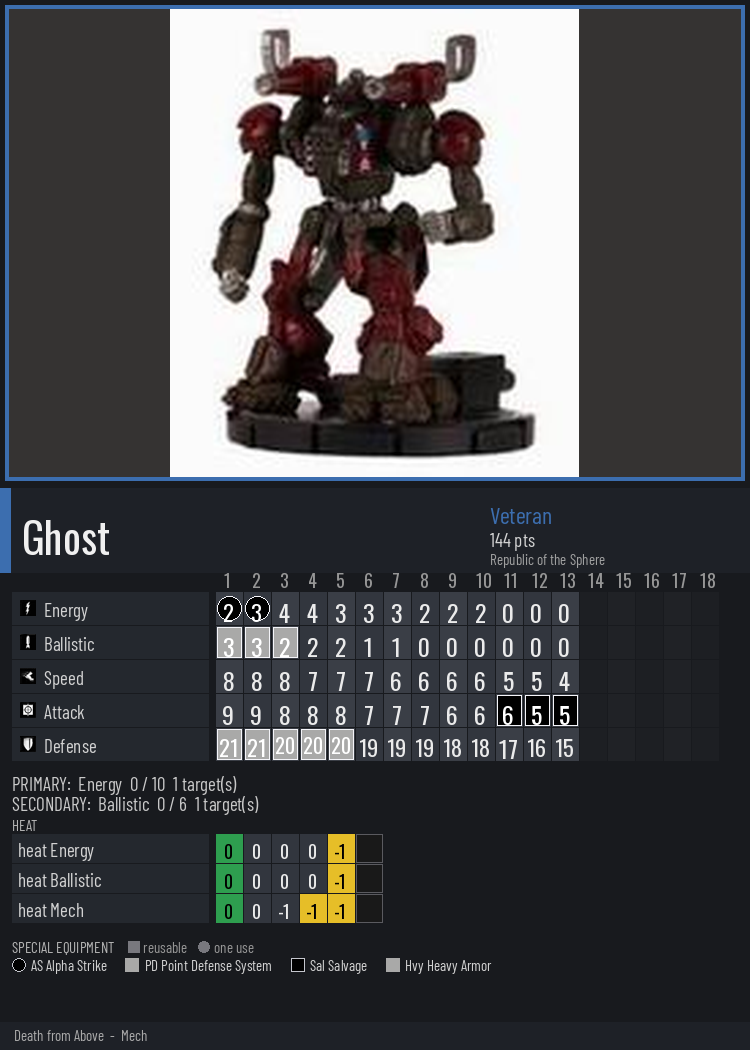 Ghost
Veteran
144 pts
Republic of the Sphere
1 2 3 4 5 6 7 8 9 10 11 12 13 14 15 16 17 18
Energy 2 3 4 4 3 3 3 2 2 2 0 0 0
Ballistic 3 3 2 2 2 1 1 0 0 0 0 0 0
Speed 8 8 8 7 7 7 6 6 6 6 5 5 4
Attack 9 9 8 8 8 7 7 7 6 6 6 5 5
Defense 21 21 20 20 20 19 19 19 18 18 17 16 15
PRIMARY: Energy 0 / 10 1 target(s)
SECONDARY: Ballistic 0 / 6 1 target(s)
HEAT
heat Energy 0 0 0 0 -1
heat Ballistic 0 0 0 0 -1
heat Mech 0 0 -1 -1 -1
SPECIAL EQUIPMENT reusable one use
AS Alpha Strike PD Point Defense System Sal Salvage Hvy Heavy Armor
Death from Above - Mech